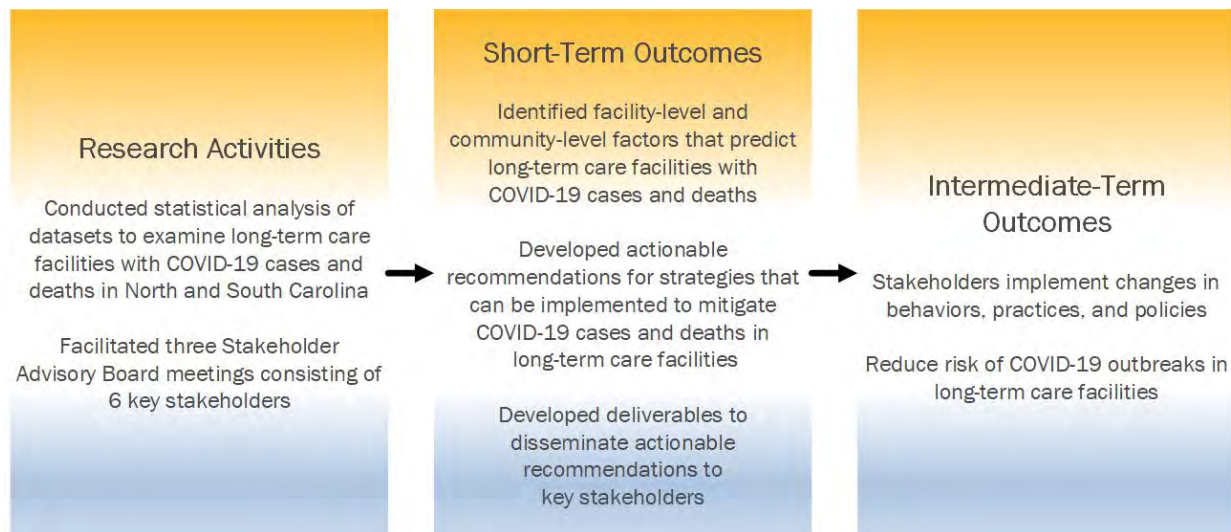 Research Activities
Conducted statistical analysis of
datasets to examine long-term care
facilities with COVID-19 cases and
deaths in North and South Carolina
Facilitated three Stakeholder
Advisory Board meetings consisting of
6 key stakeholders
Short-Term Outcomes
Identified facility-level and
community-level factors that predict
long-term care facilities with
COVID-19 cases and deaths
Developed actionable
recommendations for strategies that
can be implemented to mitigate
COVID-19 cases and deaths in
long-term care facilities
Developed deliverables to
disseminate actionable
recommendations to
key stakeholders
Intermediate-Term
Outcomes
Stakeholders implement changes in
behaviors, practices, and policies
Reduce risk of COVID-19 outbreaks in
long-term care facilities